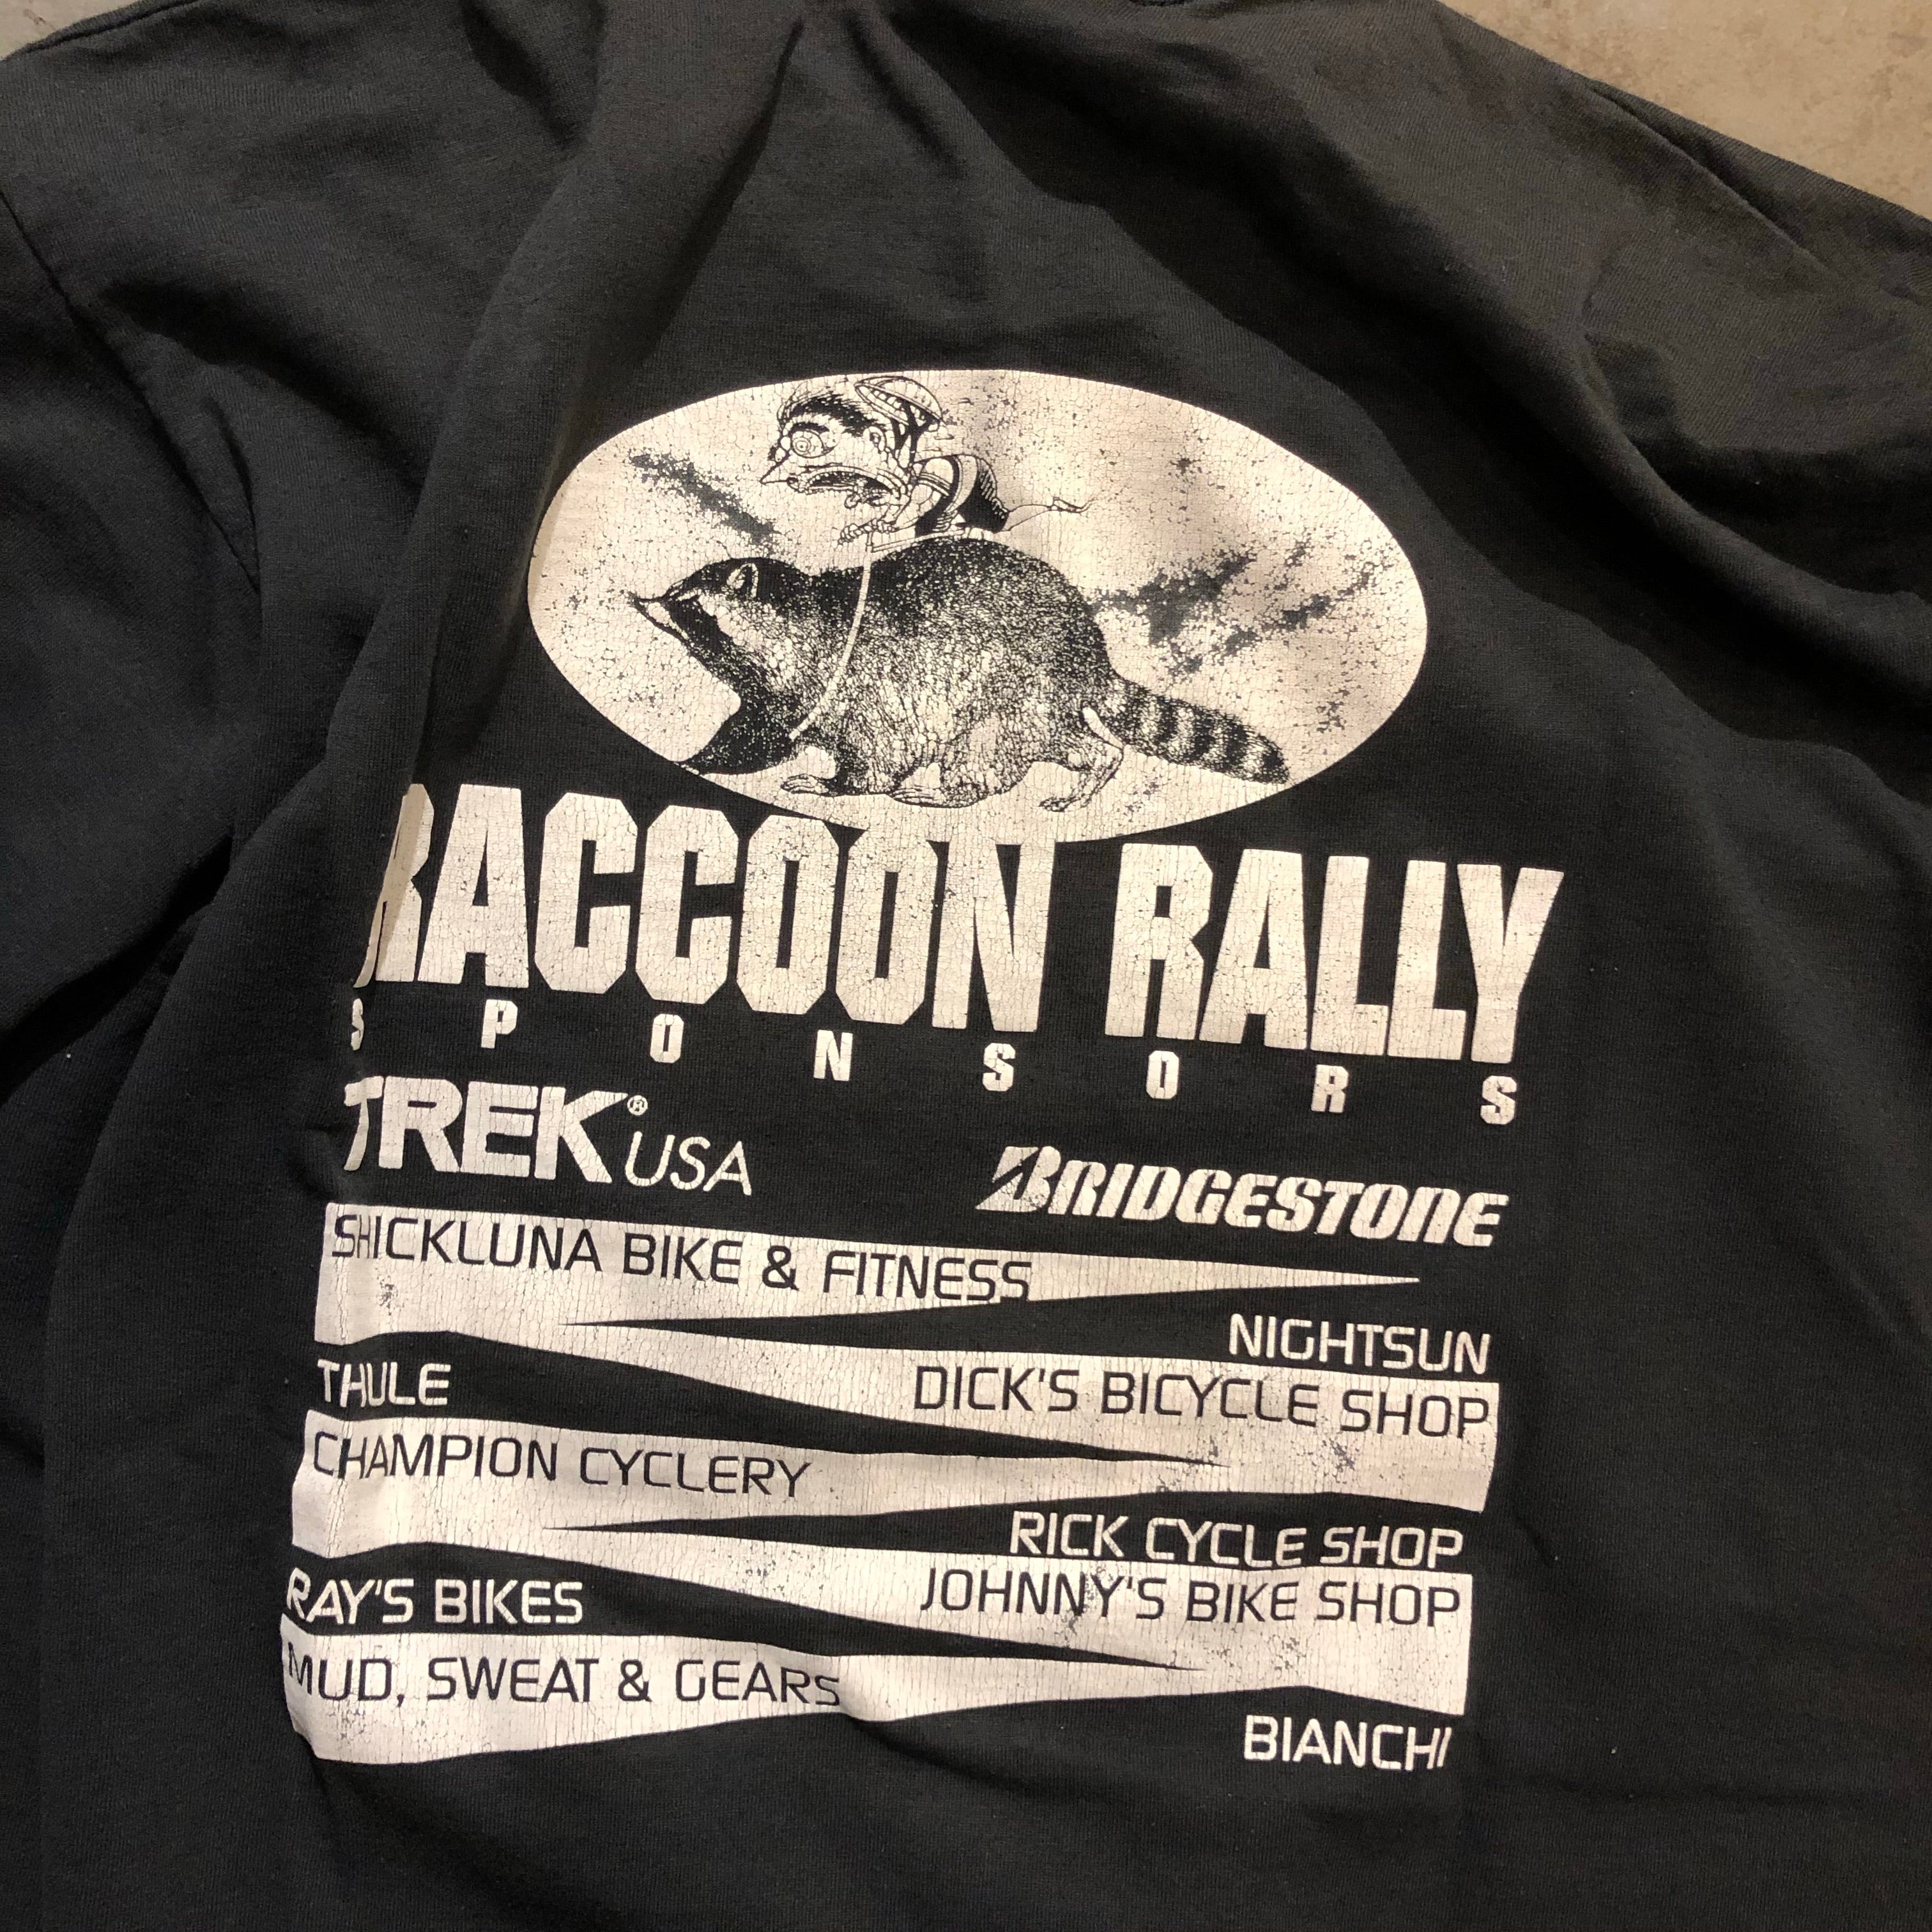 RACCOON RALLY
SPONSORS
TREK® USA
BRIDGESTONE
SHICKLUNA BIKE & FITNESS
NIGHTSUN
THULE
DICK'S BICYCLE SHOP
CHAMPION CYCLERY
RICK CYCLE SHOP
RAY'S BIKES
JOHNNY'S BIKE SHOP
MUD, SWEAT & GEARS
BIANCHI